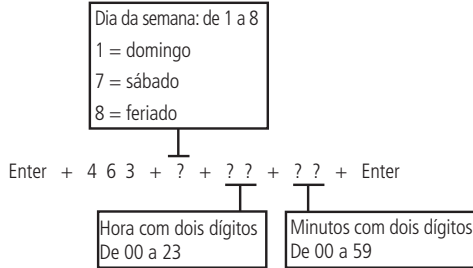 Dia da semana: de 1 a 8
1 = domingo
7 = sábado
8 = feriado
Enter + 4 6 3 + ? + ? ? + ? ? + Enter
Hora com dois dígitos
De 00 a 23
Minutos com dois dígitos
De 00 a 59